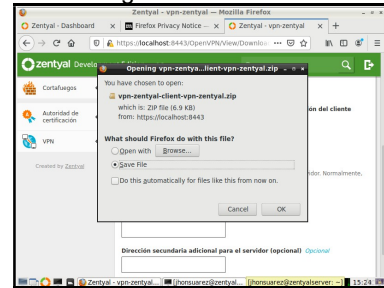 vpn-zentyal — Mozilla Firefox
Zentyal - Dashboard
Firefox Privacy Notice —
Zentyal - vpn-zentyal
https://localhost:8443/OpenVPN/View/Downloa
zentyal
Opening vpn-zentya...lient-vpn-zentyal.zip
You have chosen to open:
vpn-zentyal-client-vpn-zentyal.zip
which is: ZIP file (6.9 KB)
from: https://localhost:8443
What should Firefox do with this file?
Open with
Browse...
Save File
Do this automatically for files like this from now on.
Cancel
OK
Cortafuegos
Autoridad de
certificación
VPN
Created by Zentyal
ón del cliente
idor. Normalmente,
Dirección secundaria adicional para el servidor (opcional) Opcional
Zentyal - vpn-zentyal...
[jhonsuarez@zentyal...
[jhonsuarez@zentyalserver: ~]
15:24